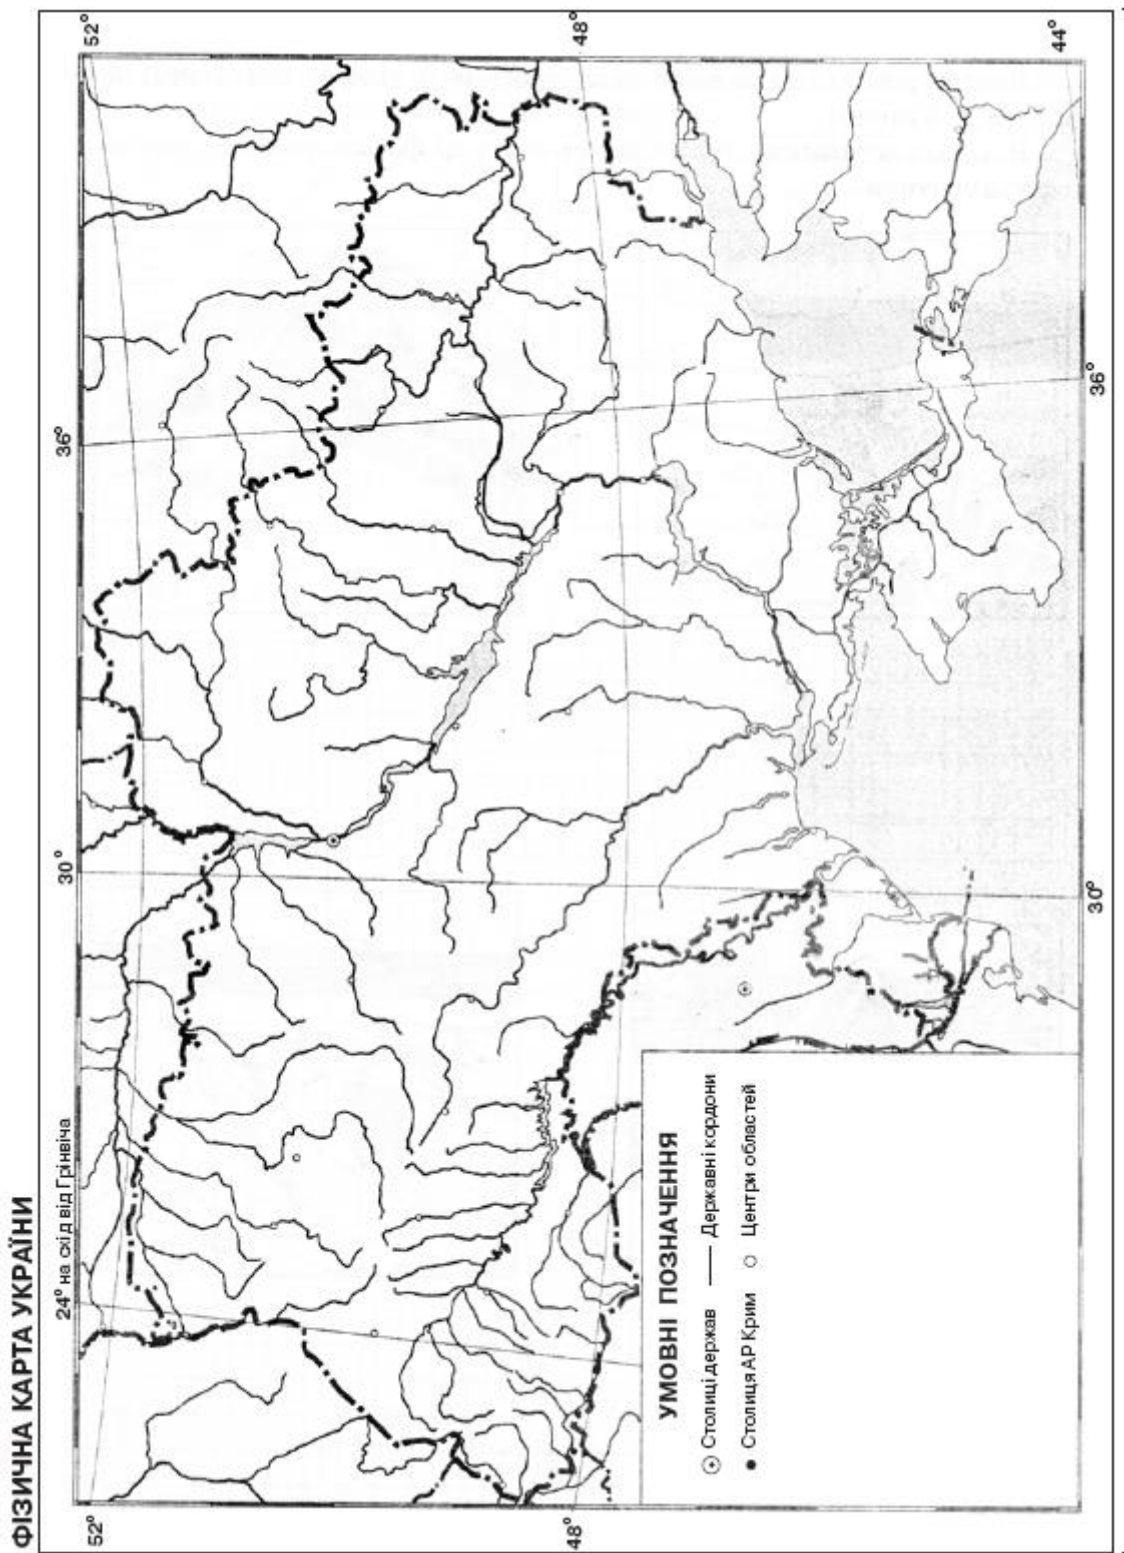 ФІЗИЧНА КАРТА УКРАЇНИ
24° на схід від Грінвіча
30°
36°
52°
52°
48°
48°
44°
30°
36°
УМОВНІ ПОЗНАЧЕННЯ
Столиці держав
Державні кордони
Столиця АР Крим
Центри областей